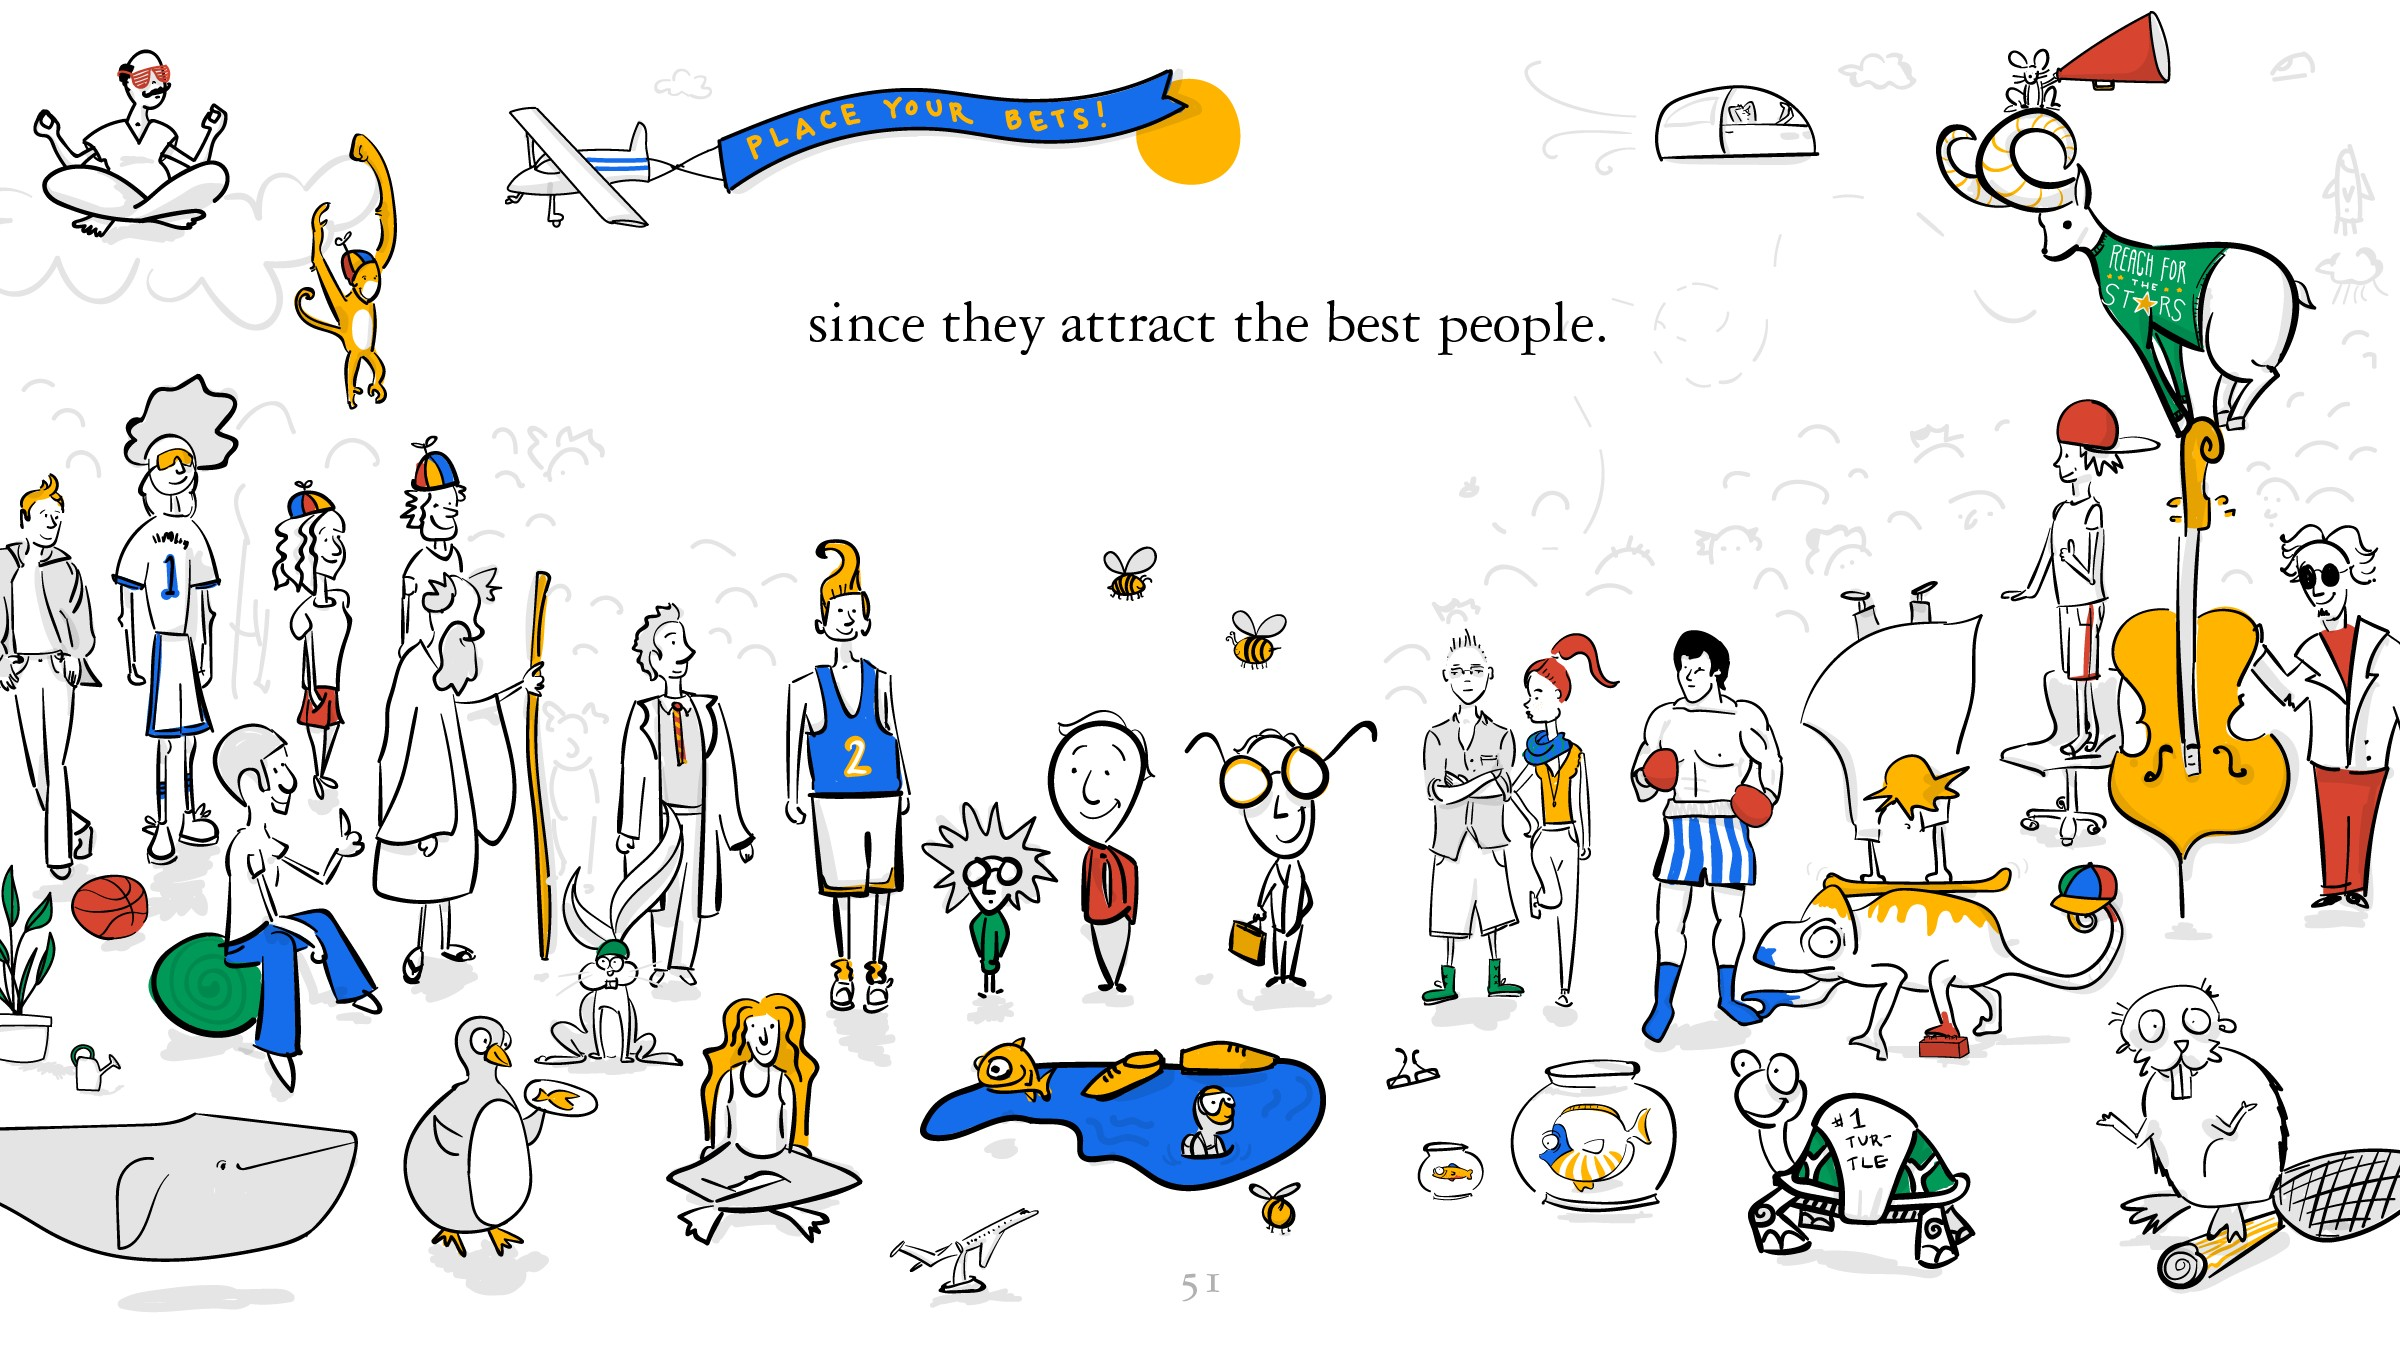 PLACE YOUR BETS!
since they attract the best people.
REACH FOR
THE
STARS
1
2
#1
TUR-
TLE
51